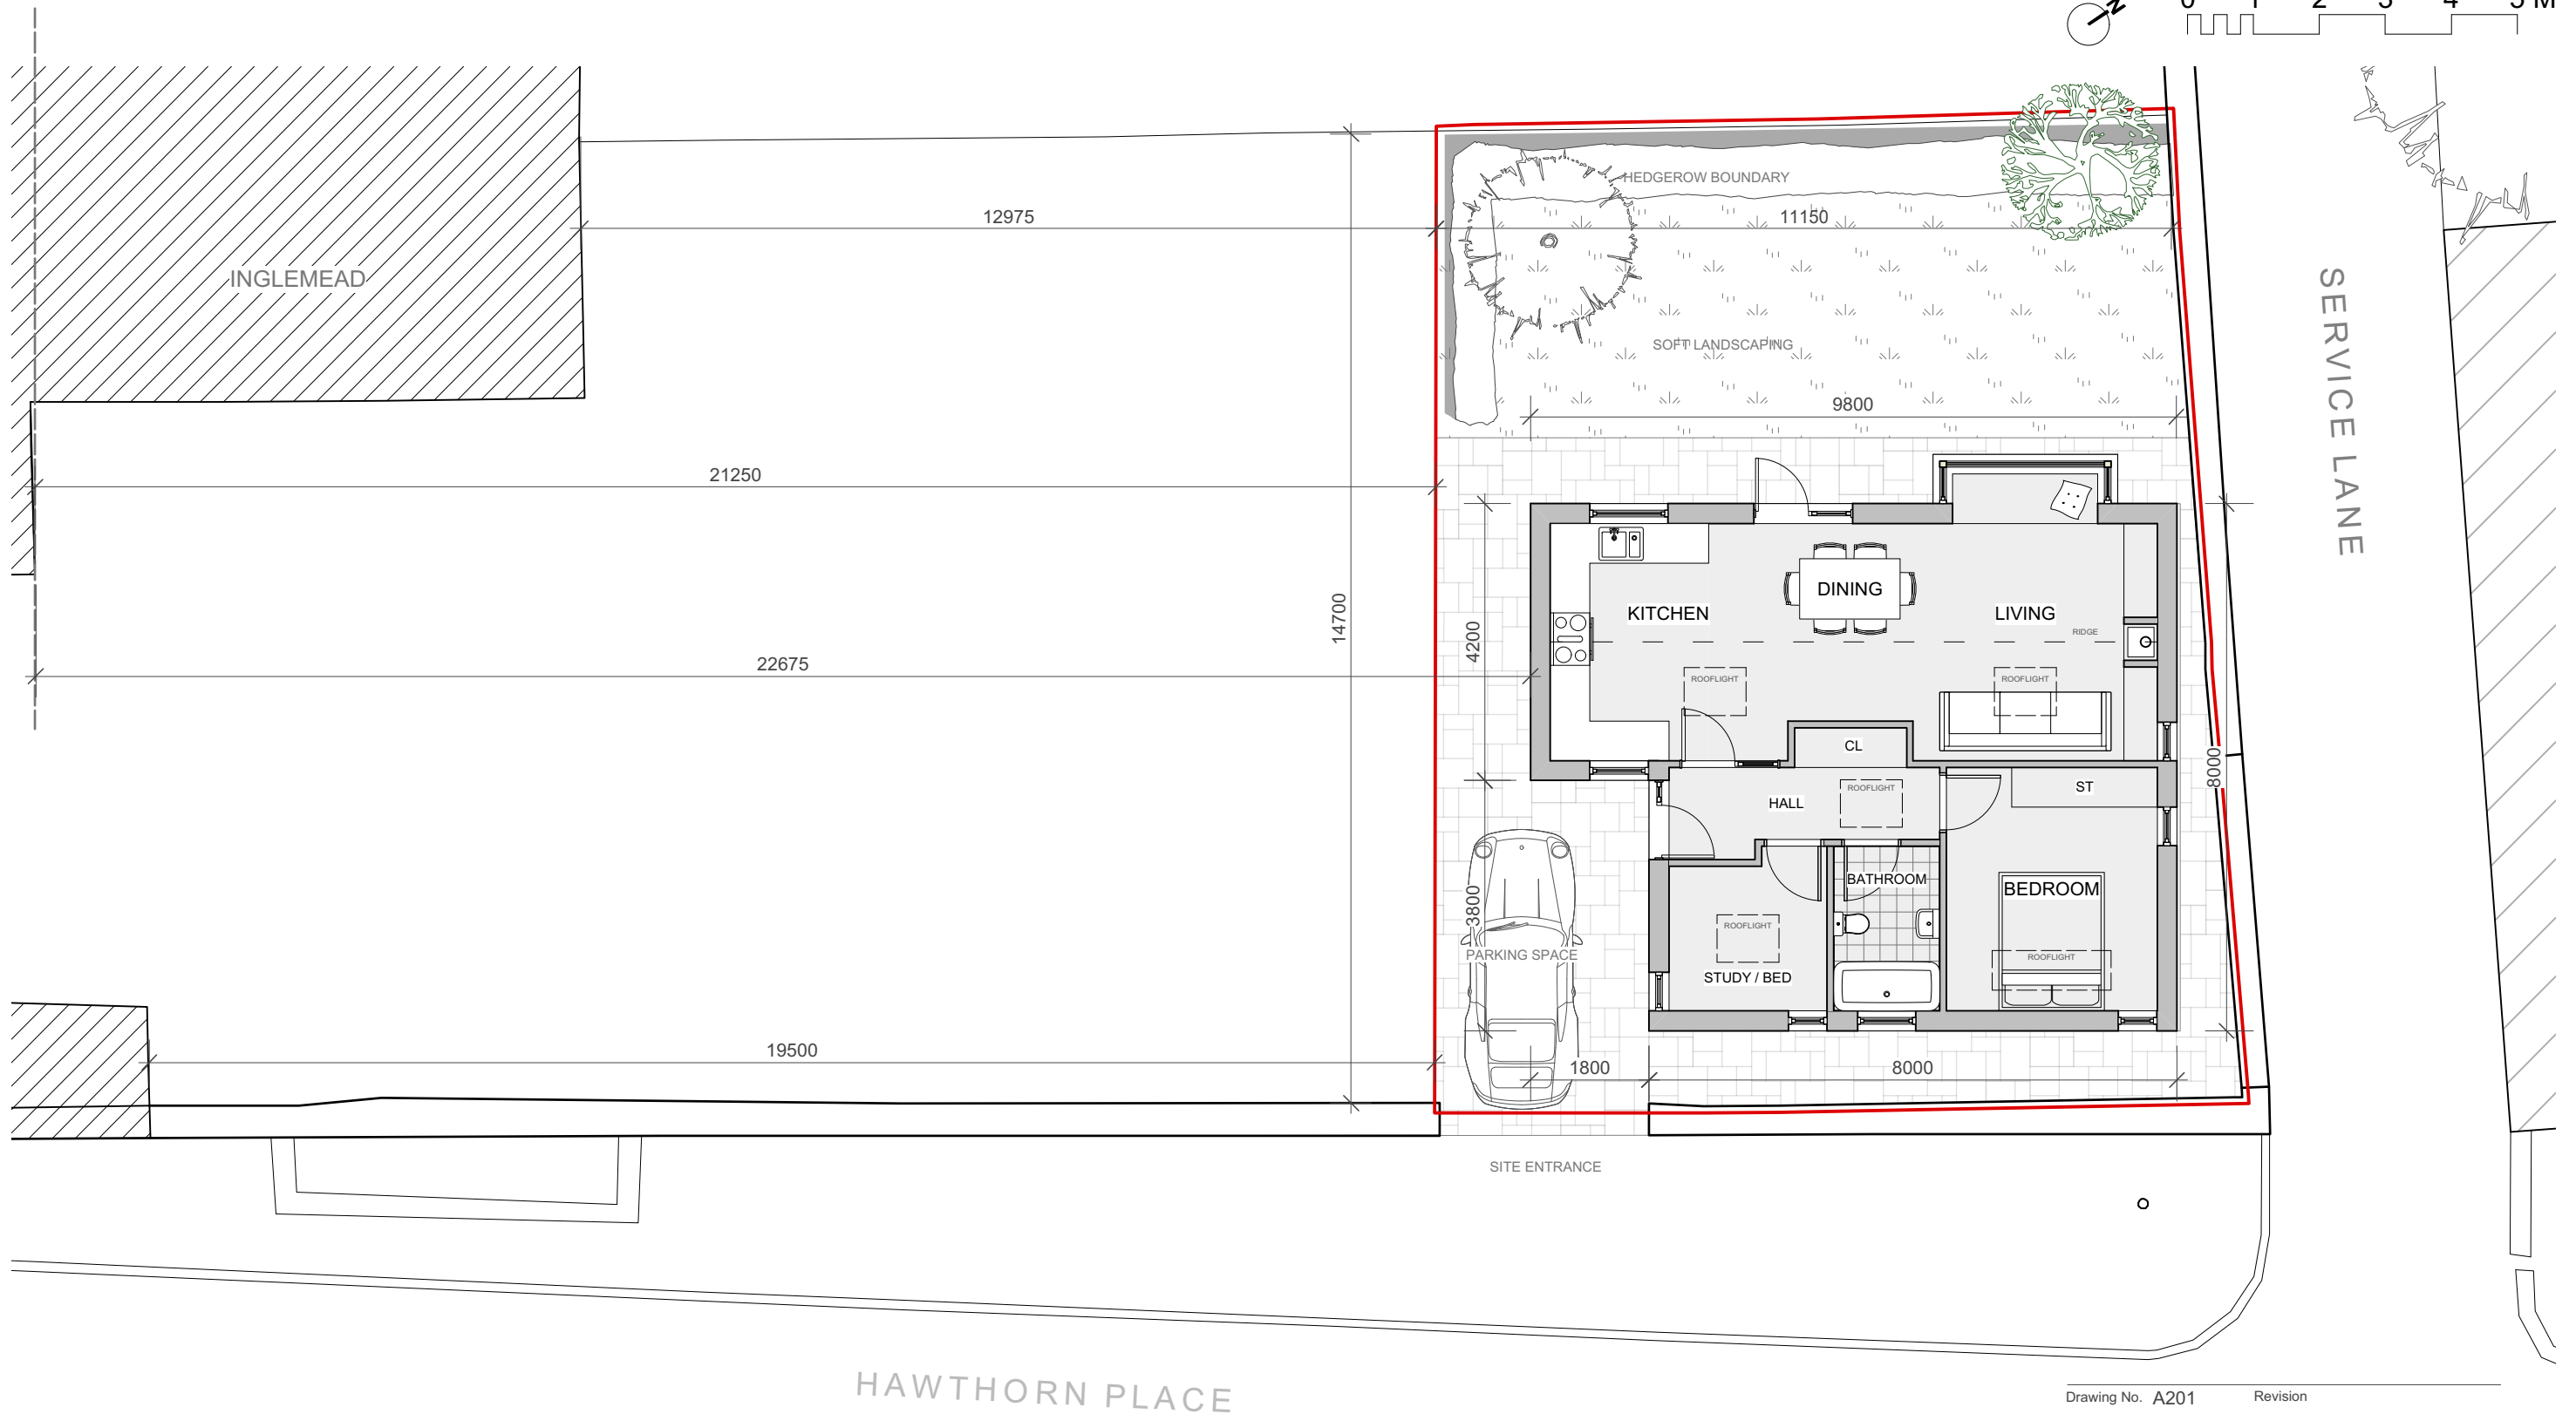 N
0 1 2 3 4 5 M
INGLEMEAD
HEDGEROW BOUNDARY
12975
11150
SOFT LANDSCAPING
SERVICE LANE
9800
21250
14700
4200
KITCHEN
DINING
LIVING
RIDGE
22675
ROOFLIGHT
ROOFLIGHT
CL
8000
HALL
ROOFLIGHT
ST
3800
BATHROOM
BEDROOM
ROOFLIGHT
PARKING SPACE
ROOFLIGHT
STUDY / BED
19500
1800
8000
SITE ENTRANCE
HAWTHORN PLACE
Drawing No. A201 Revision